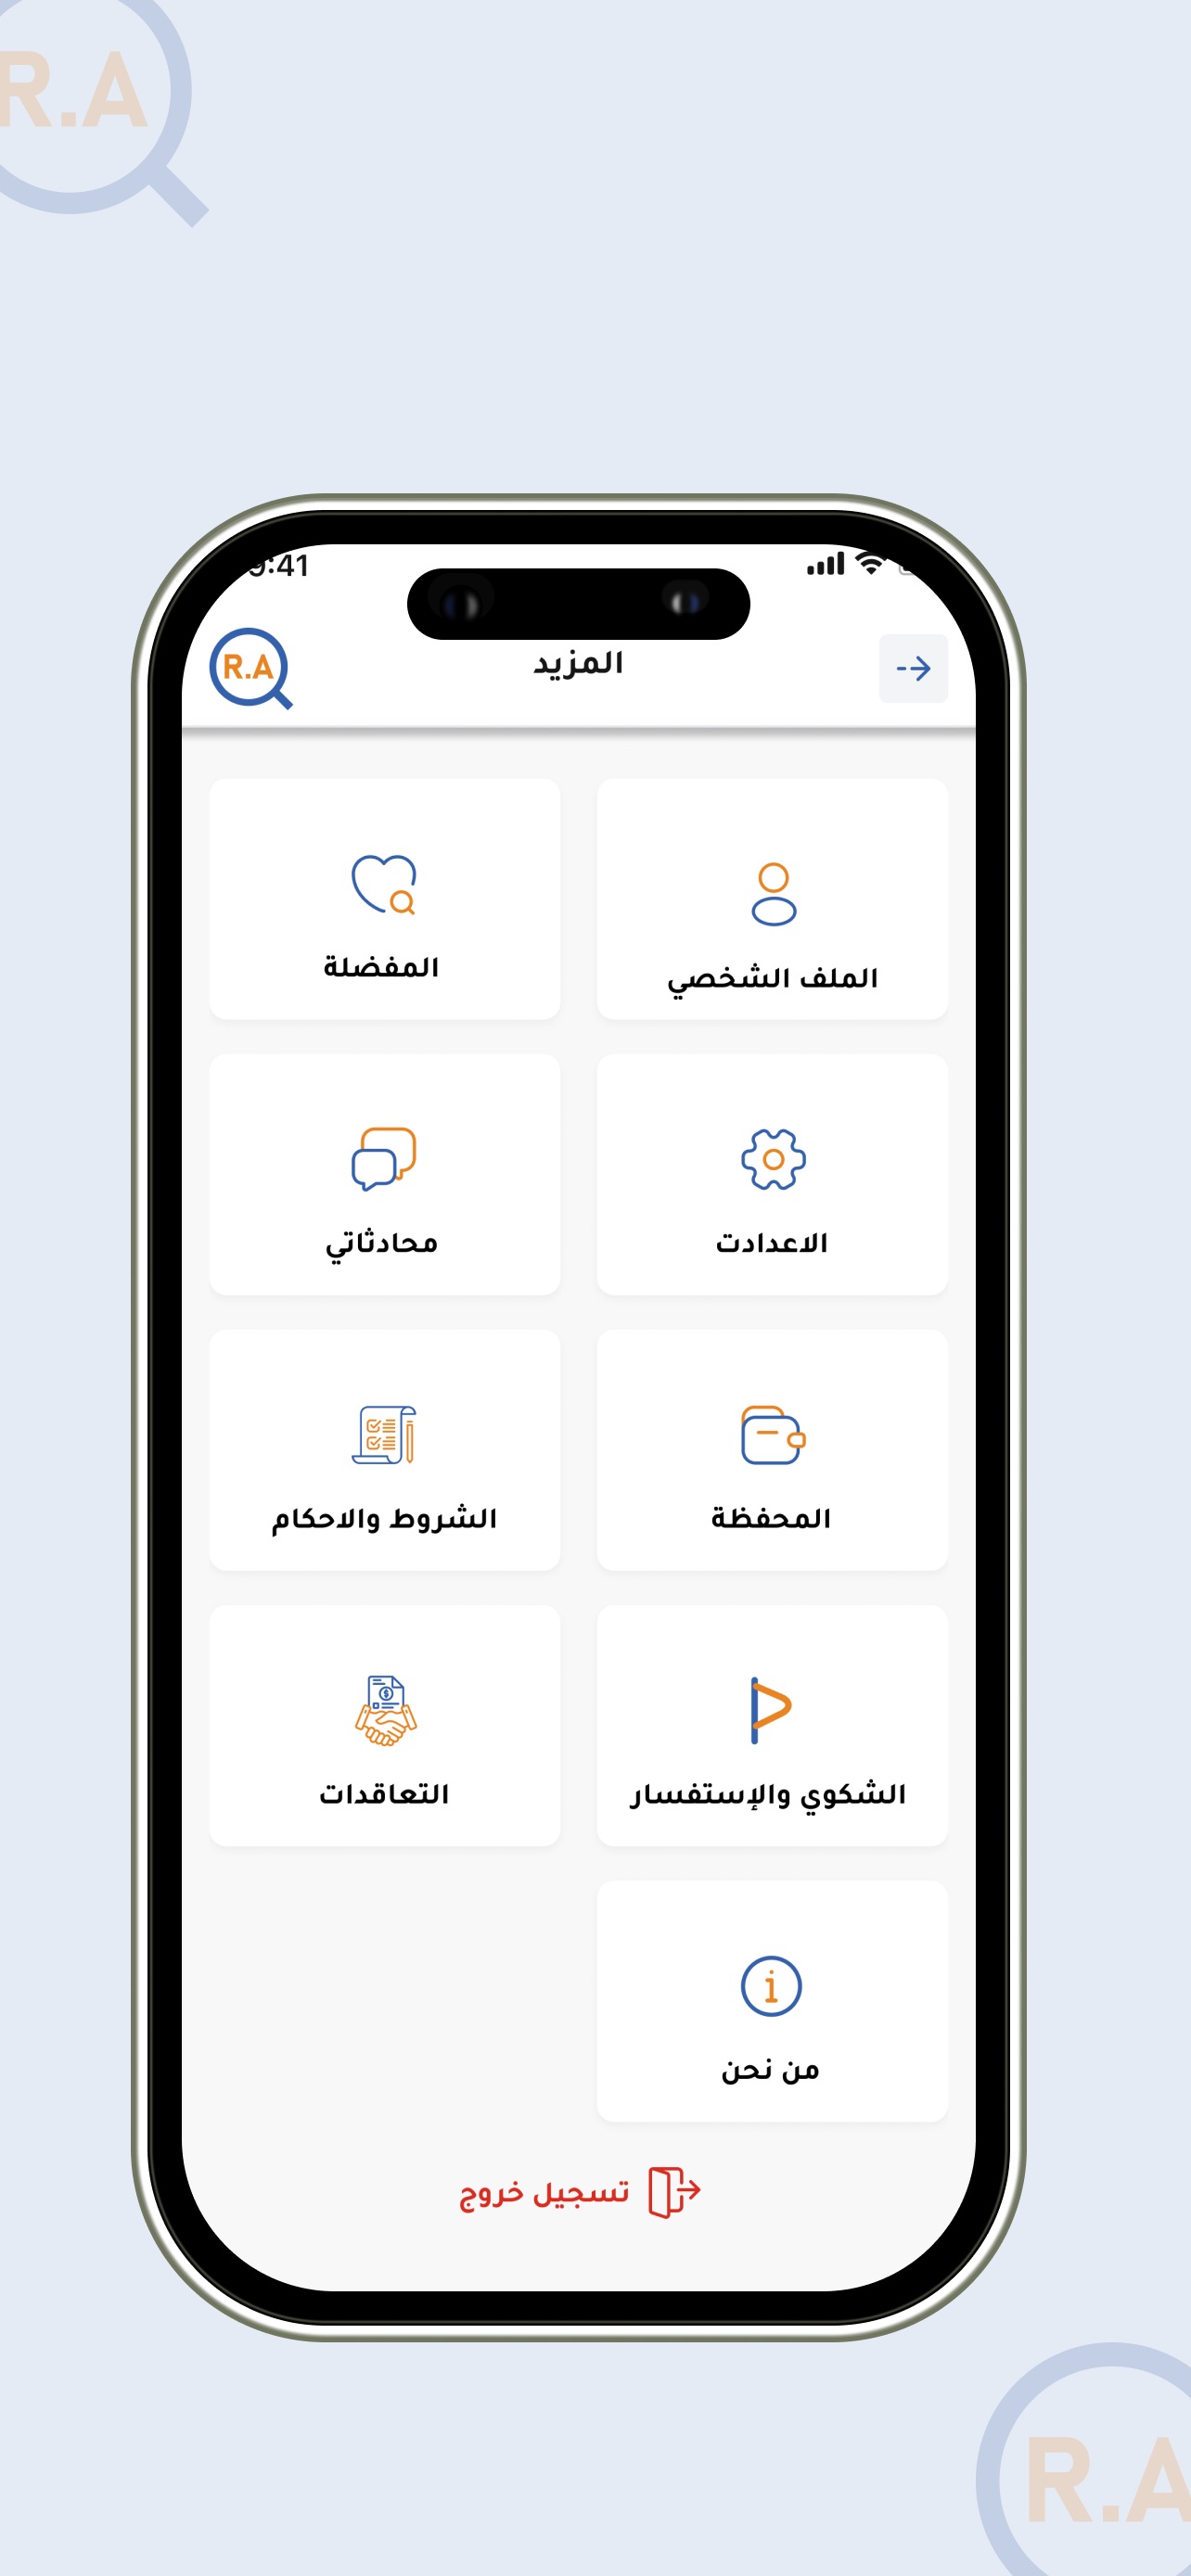 R.A
9:41
R.A
المزيد
الملف الشخصي
المفضلة
الاعدادت
محادثاتي
المحفظة
الشروط والاحكام
الشكوي والإستفسار
التعاقدات
من نحن
تسجيل خروج
R.A